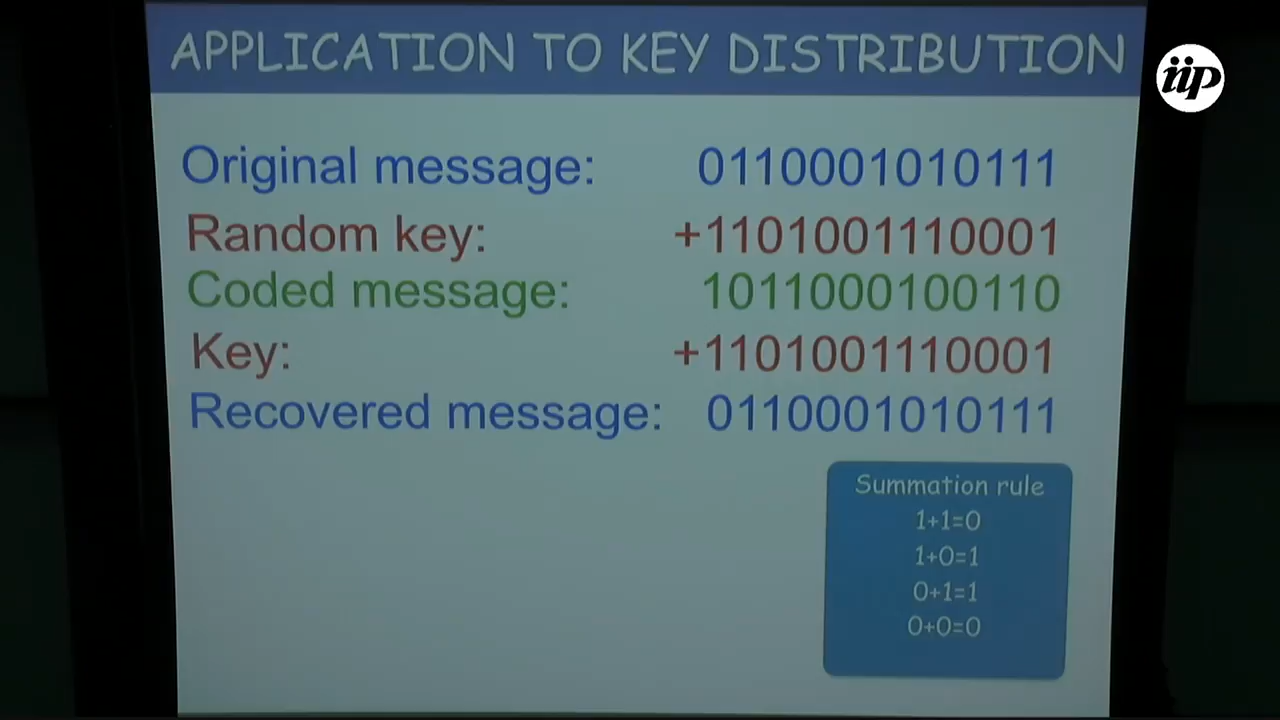 APPLICATION TO KEY DISTRIBUTION
iip
Original message: 0110001010111
Random key: +1101001110001
Coded message: 1011000100110
Key: +1101001110001
Recovered message: 0110001010111
Summation rule
1+1=0
1+0=1
0+1=1
0+0=0